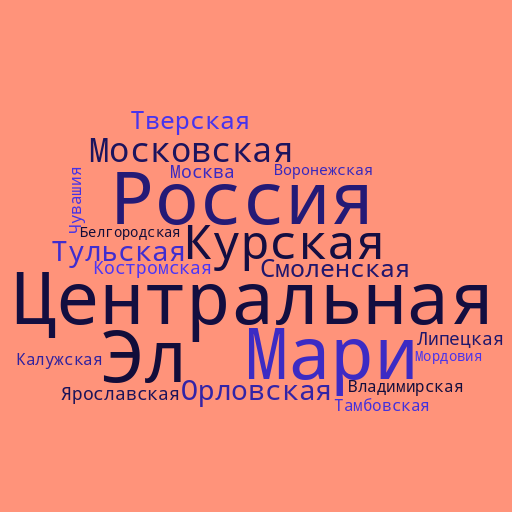 Тверская
Московская
Москва
Воронежская
Чувашия
Россия
Белгородская
Тульская
Курская
Костромская
Смоленская
Центральная
Эл
Мари
Липецкая
Калужская
Мордовия
Ярославская
Орловская
Владимирская
Тамбовская